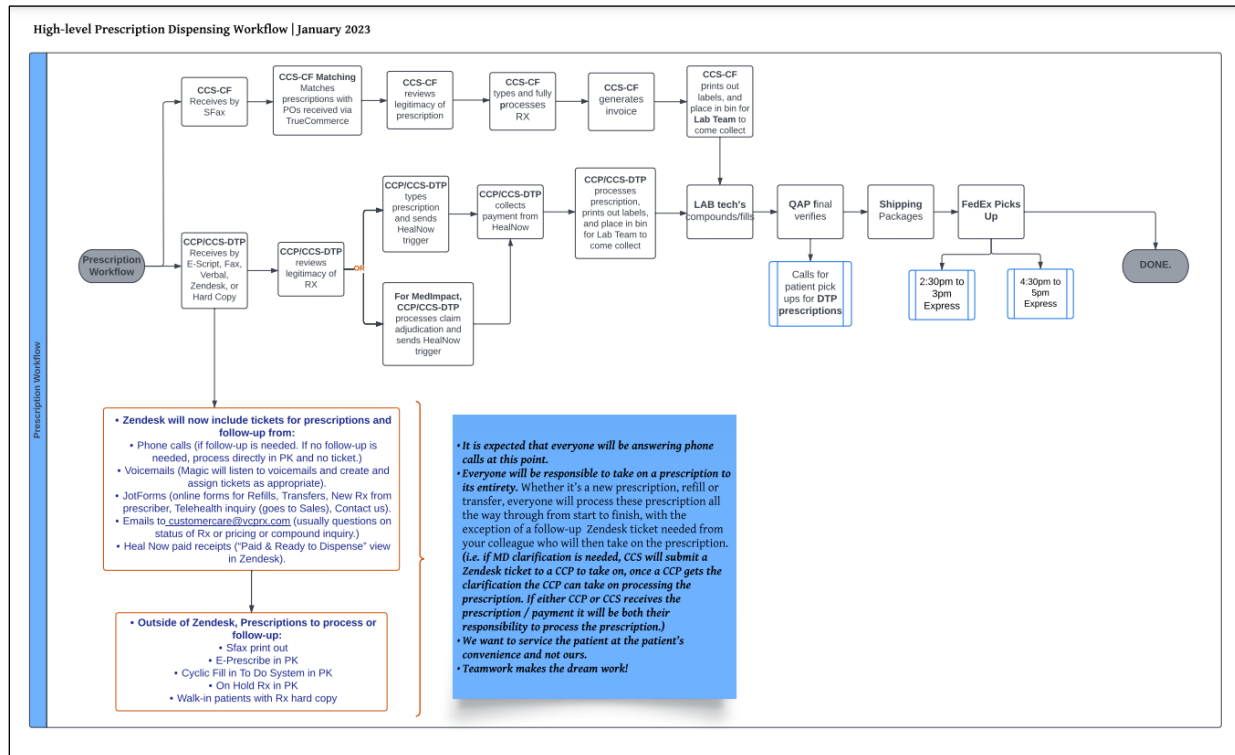 High-level Prescription Dispensing Workflow | January 2023
Prescription Workflow
CCS-CF
Receives by
SFax
CCS-CF Matching
Matches
prescriptions with
POs received via
TrueCommerce
CCS-CF
reviews
legitimacy of
prescription
CCS-CF
types and fully
processes
RX
CCS-CF
generates
invoice
CCS-CF
prints out
labels, and
place in bin for
Lab Team to
come collect
Prescription
Workflow
CCP/CCS-DTP
Receives by
E-Script, Fax,
Verbal,
Zendesk, or
Hard Copy
CCP/CCS-DTP
reviews
legitimacy of
RX
OR
CCP/CCS-DTP
types
prescription
and sends
HealNow
trigger
For MedImpact,
CCP/CCS-DTP
processes claim
adjudication and
sends HealNow
trigger
CCP/CCS-DTP
collects
payment from
HealNow
CCP/CCS-DTP
processes
prescription,
prints out labels,
and place in bin
for Lab Team to
come collect
LAB tech's
compounds/fills
QAP final
verifies
Shipping
Packages
FedEx Picks
Up
Calls for
patient pick
ups for DTP
prescriptions
2:30pm to
3pm
Express
4:30pm to
5pm
Express
DONE.
• Zendesk will now include tickets for prescriptions and
follow-up from:
• Phone calls (if follow-up is needed. If no follow-up is
needed, process directly in PK and no ticket.)
• Voicemails (Magic will listen to voicemails and create and
assign tickets as appropriate).
• JotForms (online forms for Refills, Transfers, New Rx from
prescriber, Telehealth inquiry (goes to Sales), Contact us).
• Emails to customercare@vcprx.com (usually questions on
status of Rx or pricing or compound inquiry.)
• Heal Now paid receipts ("Paid & Ready to Dispense" view
in Zendesk).
• Outside of Zendesk, Prescriptions to process or
follow-up:
• Sfax print out
• E-Prescribe in PK
• Cyclic Fill in To Do System in PK
• On Hold Rx in PK
• Walk-in patients with Rx hard copy
• It is expected that everyone will be answering phone
calls at this point.
• Everyone will be responsible to take on a prescription to
its entirety. Whether it's a new prescription, refill or
transfer, everyone will process these prescription all
the way through from start to finish, with the
exception of a follow-up Zendesk ticket needed from
your colleague who will then take on the prescription.
(i.e. if MD clarification is needed, CCS will submit a
Zendesk ticket to a CCP to take on, once a CCP gets the
clarification the CCP can take on processing the
prescription. If either CCP or CCS receives the
prescription / payment it will be both their
responsibility to process the prescription.)
• We want to service the patient at the patient's
convenience and not ours.
• Teamwork makes the dream work!